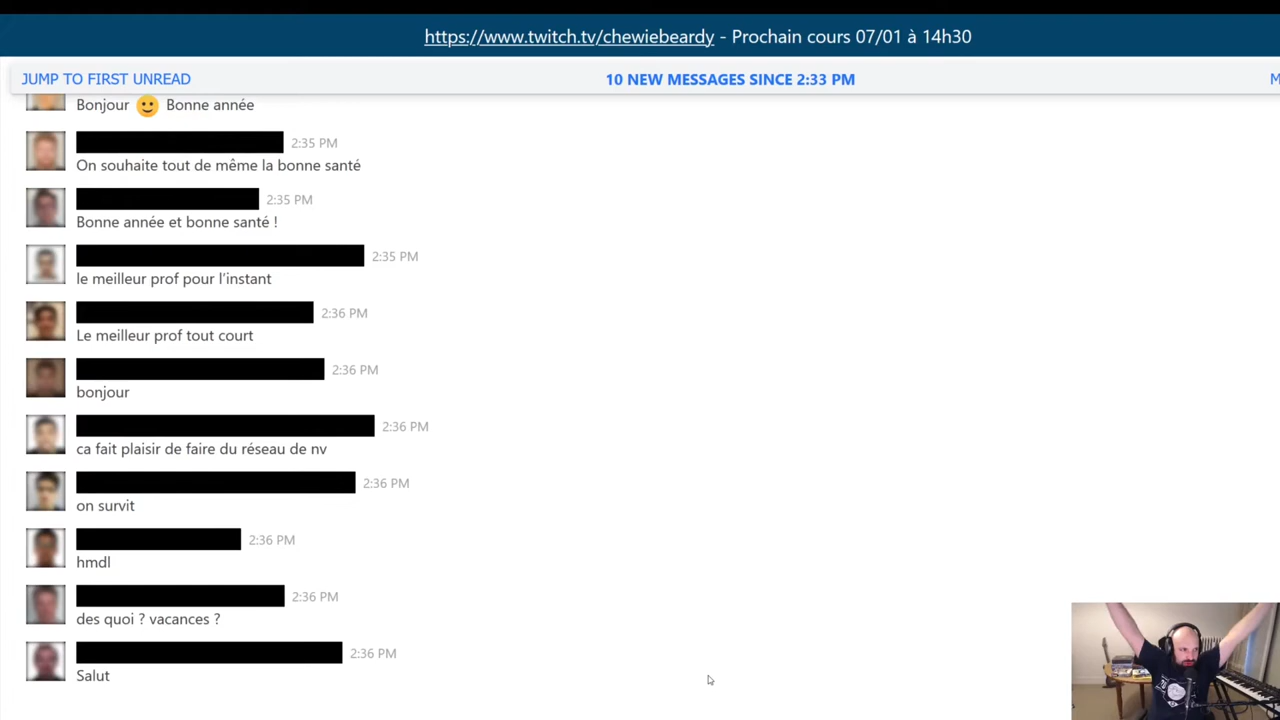 https://www.twitch.tv/chewiebeardy - Prochain cours 07/01 à 14h30
JUMP TO FIRST UNREAD
10 NEW MESSAGES SINCE 2:33 PM
M
Bonjour 🙂 Bonne année
2:35 PM
On souhaite tout de même la bonne santé
2:35 PM
Bonne année et bonne santé !
2:35 PM
le meilleur prof pour l'instant
2:36 PM
Le meilleur prof tout court
2:36 PM
bonjour
2:36 PM
ca fait plaisir de faire du réseau de nv
2:36 PM
on survit
2:36 PM
hmdl
2:36 PM
des quoi ? vacances ?
2:36 PM
Salut